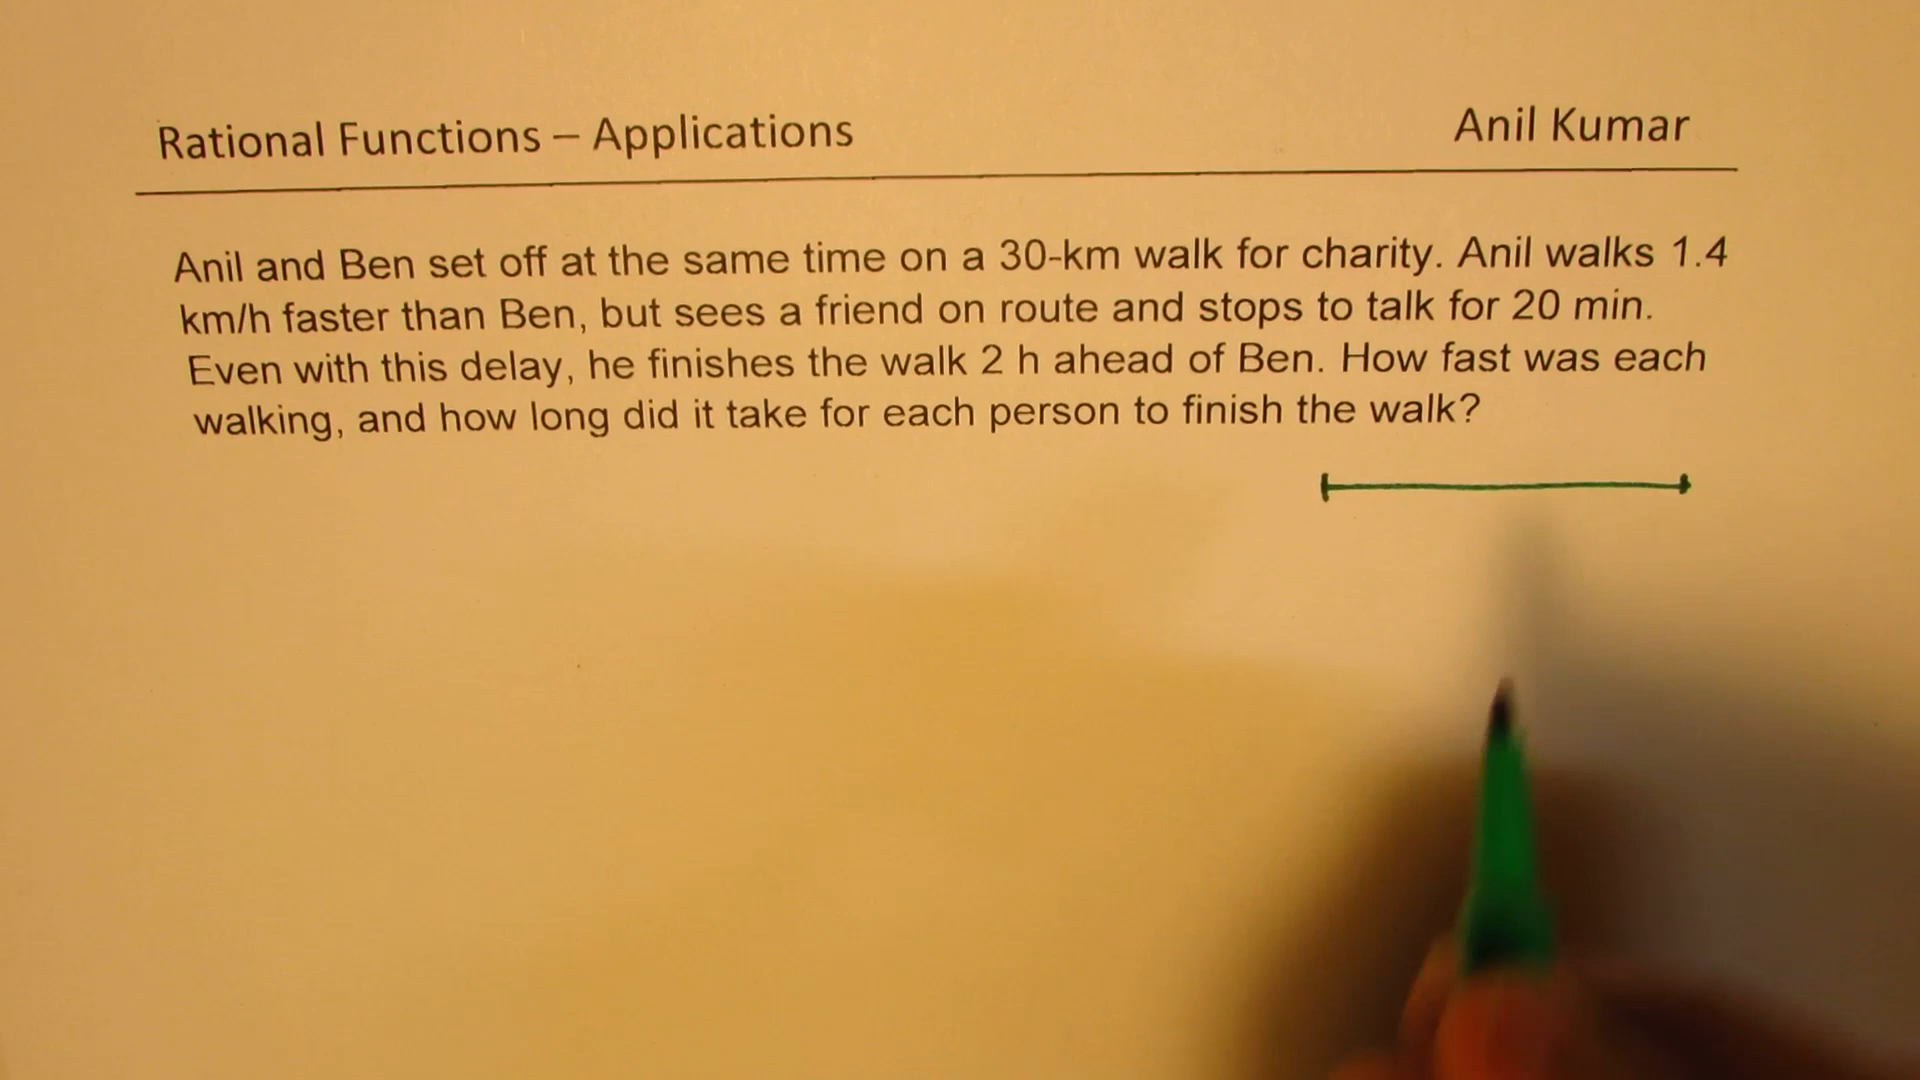 Rational Functions – Applications
Anil Kumar
Anil and Ben set off at the same time on a 30-km walk for charity. Anil walks 1.4
km/h faster than Ben, but sees a friend on route and stops to talk for 20 min.
Even with this delay, he finishes the walk 2 h ahead of Ben. How fast was each
walking, and how long did it take for each person to finish the walk?